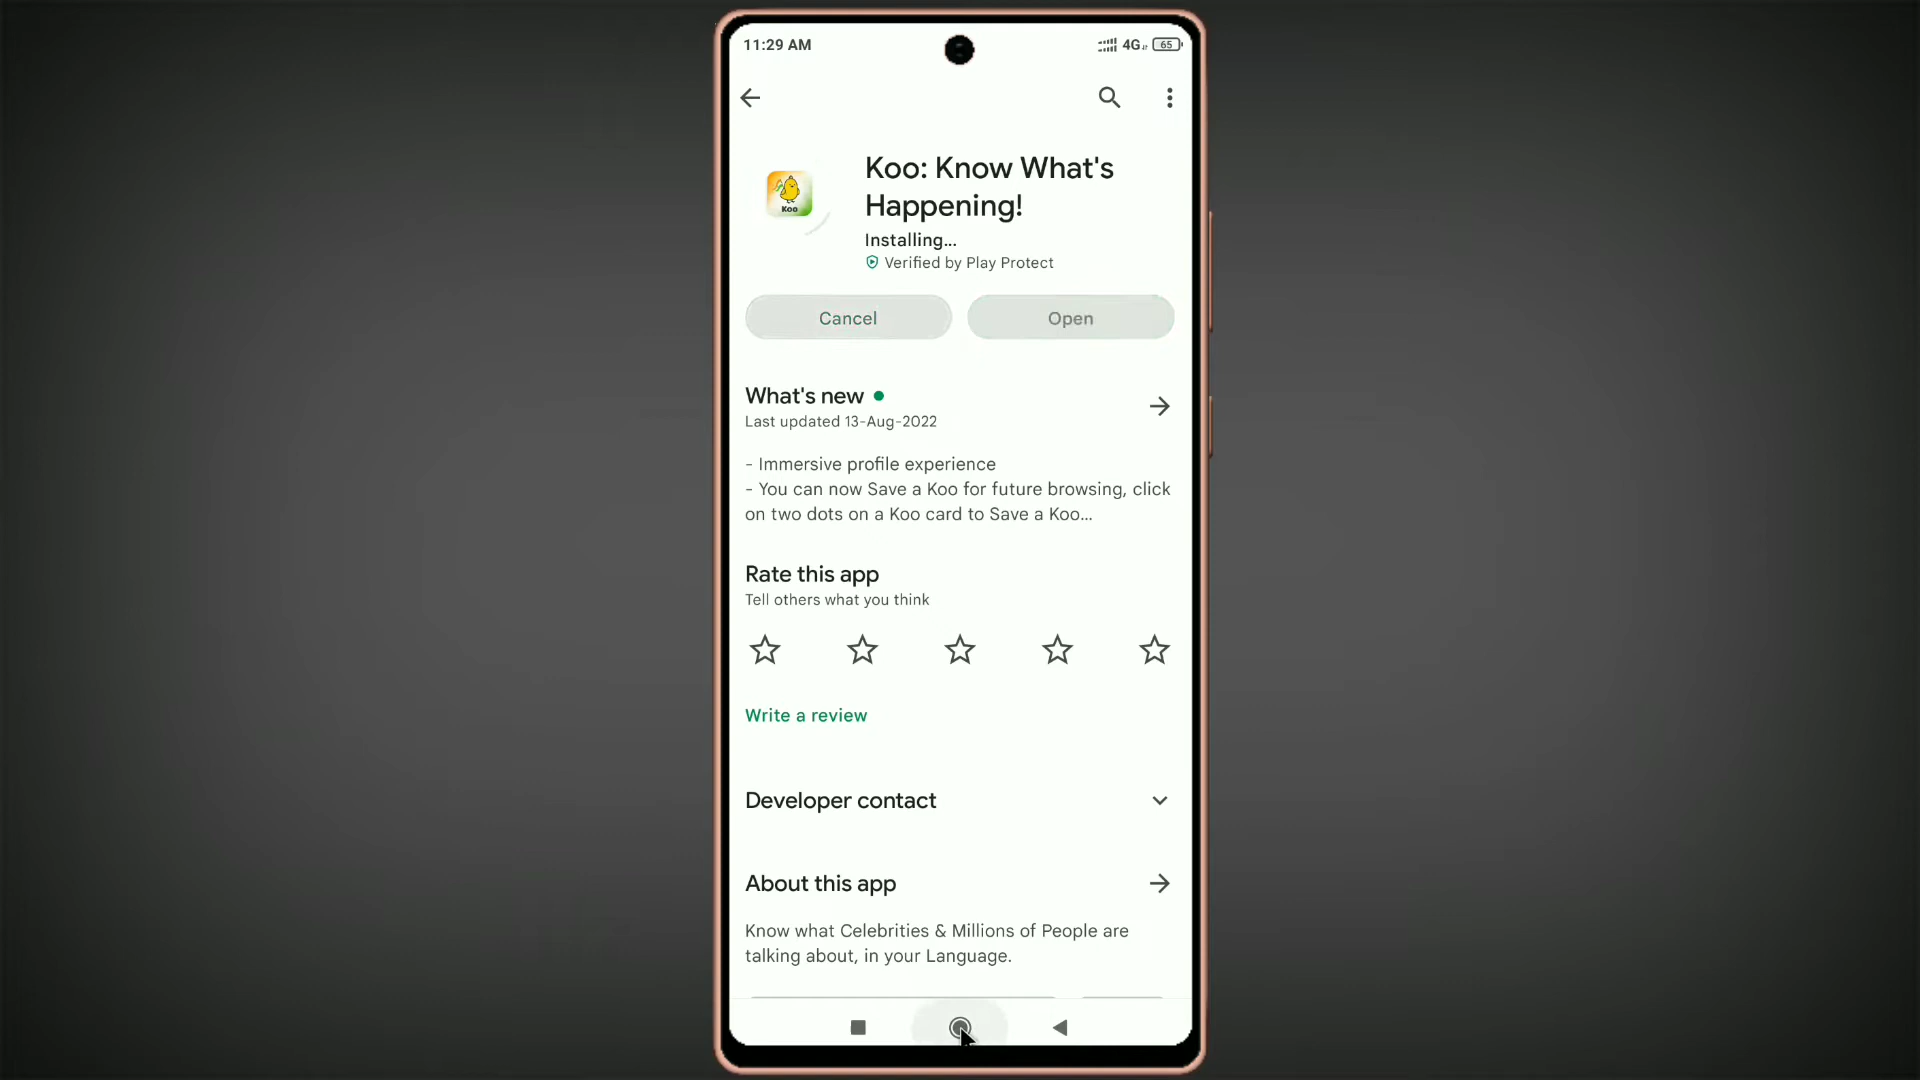 11:29 AM
4G
65
Koo: Know What's
Happening!
Koo
Installing...
Verified by Play Protect
Cancel
Open
What's new
Last updated 13-Aug-2022
- Immersive profile experience
- You can now Save a Koo for future browsing, click
on two dots on a Koo card to Save a Koo...
Rate this app
Tell others what you think
Write a review
Developer contact
About this app
Know what Celebrities & Millions of People are
talking about, in your Language.